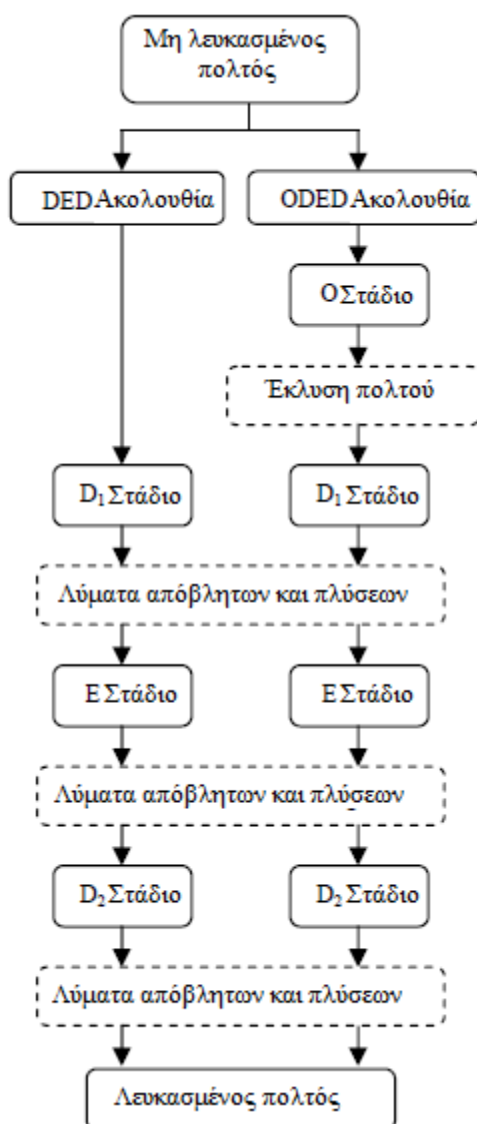 Μη λευκασμένος
πολτός
DED Ακολουθία
ODED Ακολουθία
O Στάδιο
Έκλυση πολτού
D₁ Στάδιο
D₁ Στάδιο
Λύματα απόβλητων και πλύσεων
E Στάδιο
E Στάδιο
Λύματα απόβλητων και πλύσεων
D₂ Στάδιο
D₂ Στάδιο
Λύματα απόβλητων και πλύσεων
Λευκασμένος πολτός